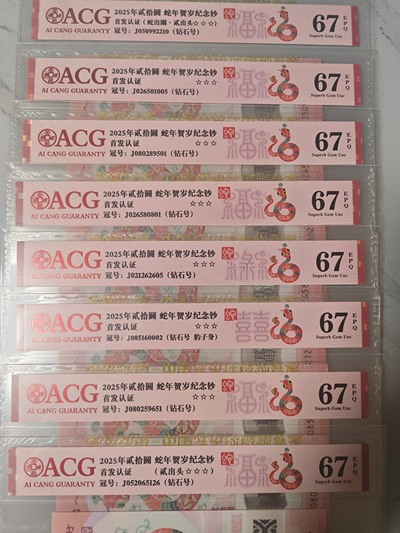 ACG
AI CANG GUARANTY
2025年贰拾圆 蛇年贺岁纪念钞
首发认证 (蛇出圈·贰出头☆☆☆)
冠号: J050992210 (钻石号)
67 EPQ
Superb Gem Unc
ACG
AI CANG GUARANTY
2025年贰拾圆 蛇年贺岁纪念钞
首发认证 ☆☆☆
冠号: J026501005 (钻石号)
67 EPQ
Superb Gem Unc
ACG
AI CANG GUARANTY
2025年贰拾圆 蛇年贺岁纪念钞
首发认证 ☆☆☆
冠号: J080289501 (钻石号)
67 EPQ
Superb Gem Unc
ACG
AI CANG GUARANTY
2025年贰拾圆 蛇年贺岁纪念钞
首发认证 ☆☆☆
冠号: J026580801 (钻石号)
67 EPQ
Superb Gem Unc
ACG
AI CANG GUARANTY
2025年贰拾圆 蛇年贺岁纪念钞
首发认证 ☆☆☆
冠号: J021262605 (钻石号)
67 EPQ
Superb Gem Unc
ACG
AI CANG GUARANTY
2025年贰拾圆 蛇年贺岁纪念钞
首发认证 ☆☆☆
冠号: J085160002 (钻石号 豹子身)
囍
67 EPQ
Superb Gem Unc
ACG
AI CANG GUARANTY
2025年贰拾圆 蛇年贺岁纪念钞
首发认证 ☆☆☆
冠号: J080259651 (钻石号)
67 EPQ
Superb Gem Unc
ACG
AI CANG GUARANTY
2025年贰拾圆 蛇年贺岁纪念钞
首发认证 (贰出头☆☆☆)
冠号: J052065126 (钻石号)
67 EPQ
Superb Gem Unc